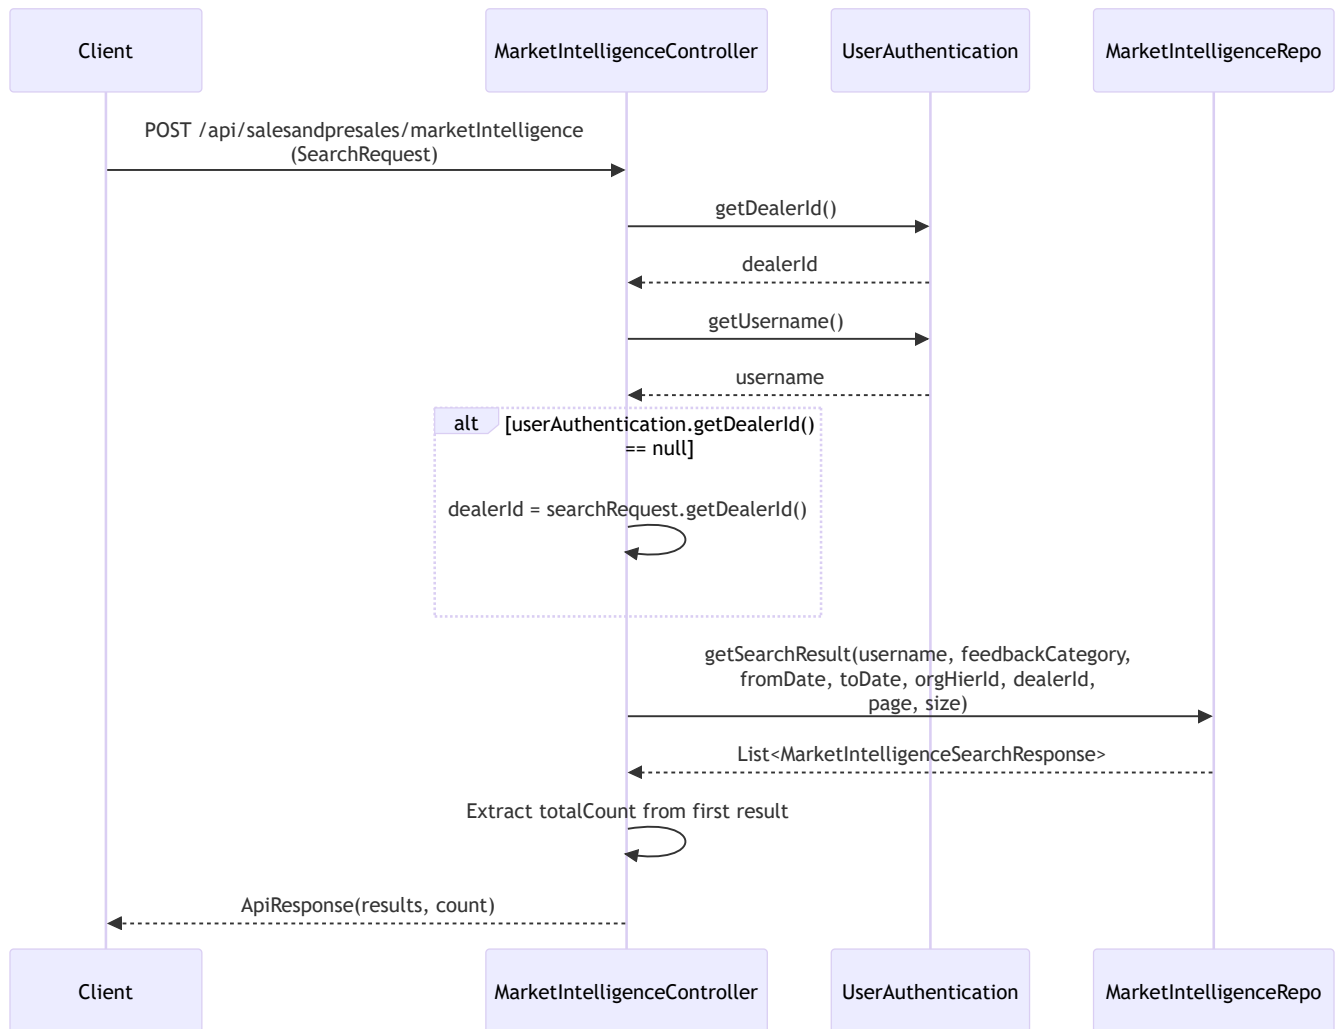 Client
MarketIntelligenceController
UserAuthentication
MarketIntelligenceRepo
POST /api/salesandpresales/marketIntelligence
(SearchRequest)
getDealerId()
dealerId
getUsername()
username
alt
[userAuthentication.getDealerId()
== null]
dealerId = searchRequest.getDealerId()
getSearchResult(username, feedbackCategory,
fromDate, toDate, orgHierId, dealerId,
page, size)
List<MarketIntelligenceSearchResponse>
Extract totalCount from first result
ApiResponse(results, count)
Client
MarketIntelligenceController
UserAuthentication
MarketIntelligenceRepo